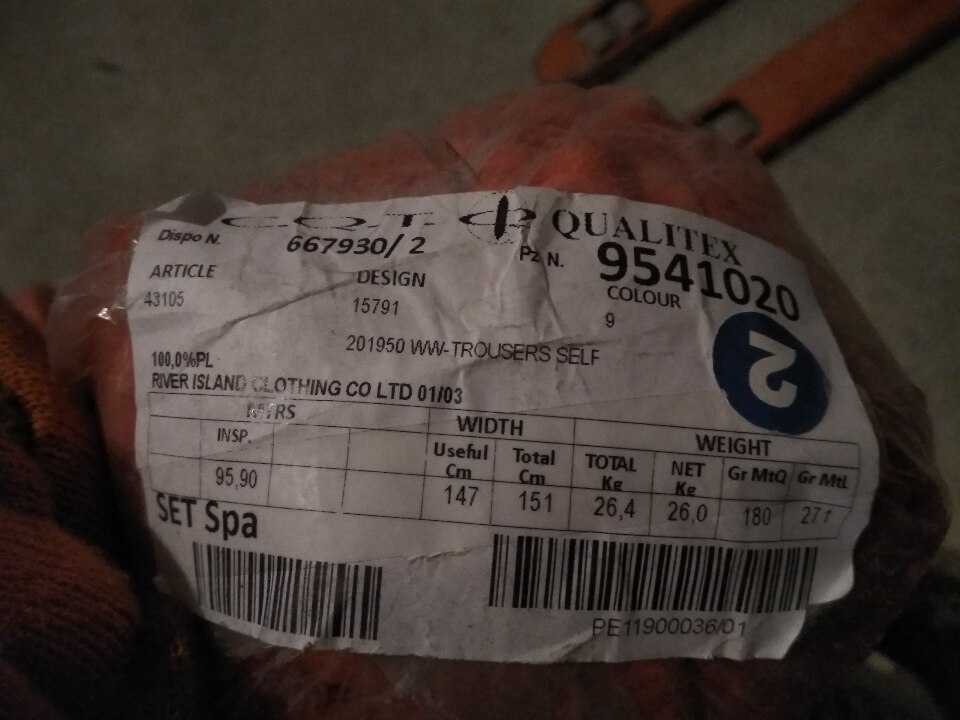 C.Q.T. QUALITEX
Dispo N. 667930/ 2 Pz N. 9541020
ARTICLE DESIGN COLOUR
43105 15791 9
2
201950 WW-TROUSERS SELF
100,0%PL
RIVER ISLAND CLOTHING CO LTD 01/03
MTRS WIDTH WEIGHT
INSP. Useful Cm Total Cm TOTAL Kg NET Kg Gr MtQ Gr MtL
95,90 147 151 26,4 26,0 180 271
SET Spa
PE11900036/01